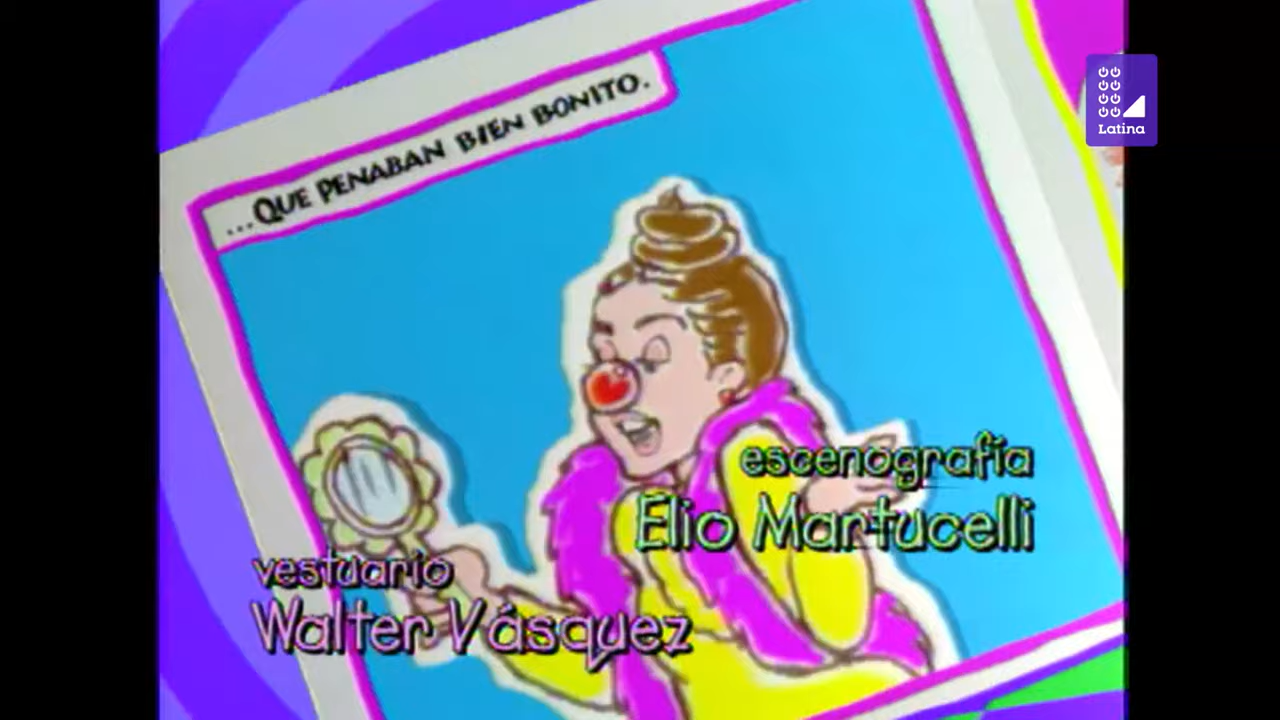 ...QUE PENABAN BIEN BONITO.
Latina
escenografía
Elio Martucelli
vestuario
Walter Vásquez